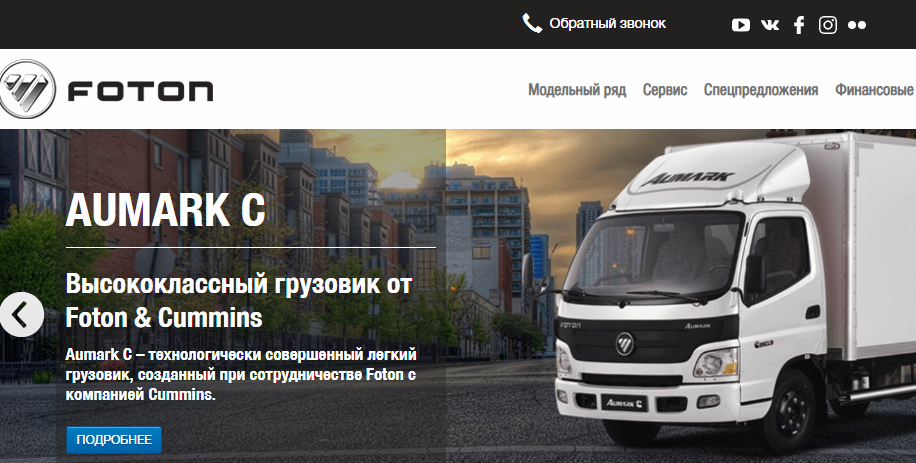 Обратный звонок
FOTON
Модельный ряд Сервис Спецпредложения Финансовые
AUMARK C
Высококлассный грузовик от
Foton & Cummins
Aumark C – технологически совершенный легкий
грузовик, созданный при сотрудничестве Foton с
компанией Cummins.
ПОДРОБНЕЕ
AUMARK
FOTON
AUMARK
AUMARK C